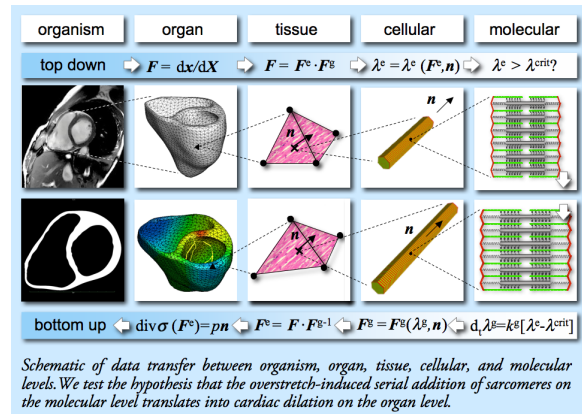 organism organ tissue cellular molecular
top down F = dx/dX F = Fᵉ·Fᵍ λᵉ = λᵉ (Fᵉ,n) λᵉ > λᶜʳⁱᵗ?
n n
n n
bottom up divσ (Fᵉ)=pn Fᵉ = F · Fᵍ⁻¹ Fᵍ = Fᵍ(λᵍ,n) dₜλᵍ=kᵍ[λᵉ-λᶜʳⁱᵗ]
Schematic of data transfer between organism, organ, tissue, cellular, and molecular
levels. We test the hypothesis that the overstretch-induced serial addition of sarcomeres on
the molecular level translates into cardiac dilation on the organ level.